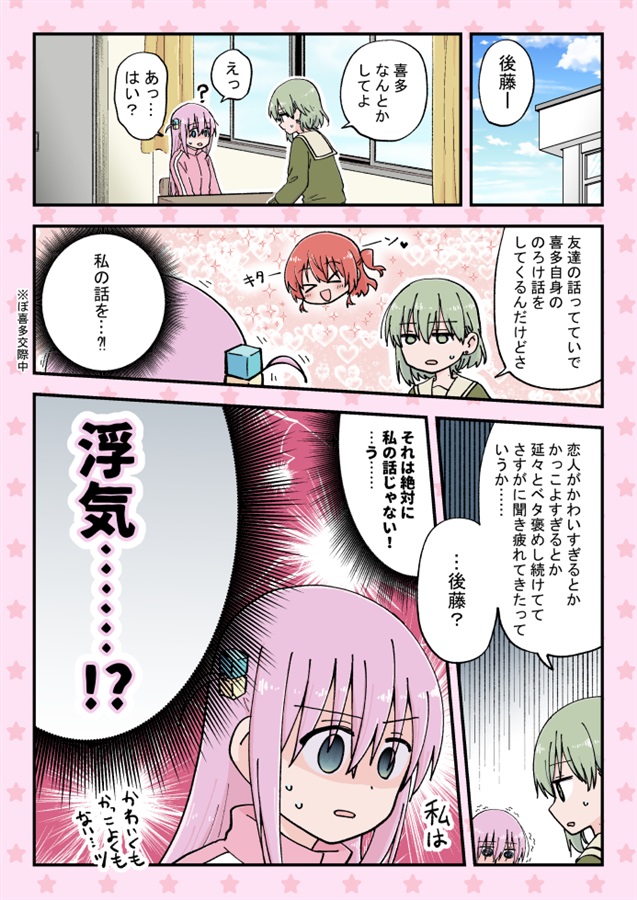 後藤ー
喜多
なんとか
してよ
えっ
?
あっ…
はい?
友達の話ってていで
喜多自身の
のろけ話を
してくるんだけどさ
キター
ーン♥
私の話を…?!
※ぼ喜多交際中
恋人がかわいすぎるとか
かっこよすぎるとか
延々とベタ褒めし続けてて
さすがに聞き疲れてきたって
いうか……
…後藤?
それは絶対に
私の話じゃない!
…う……
浮気……!?
私は
かわいくも
かっこよくも
ない…ッ